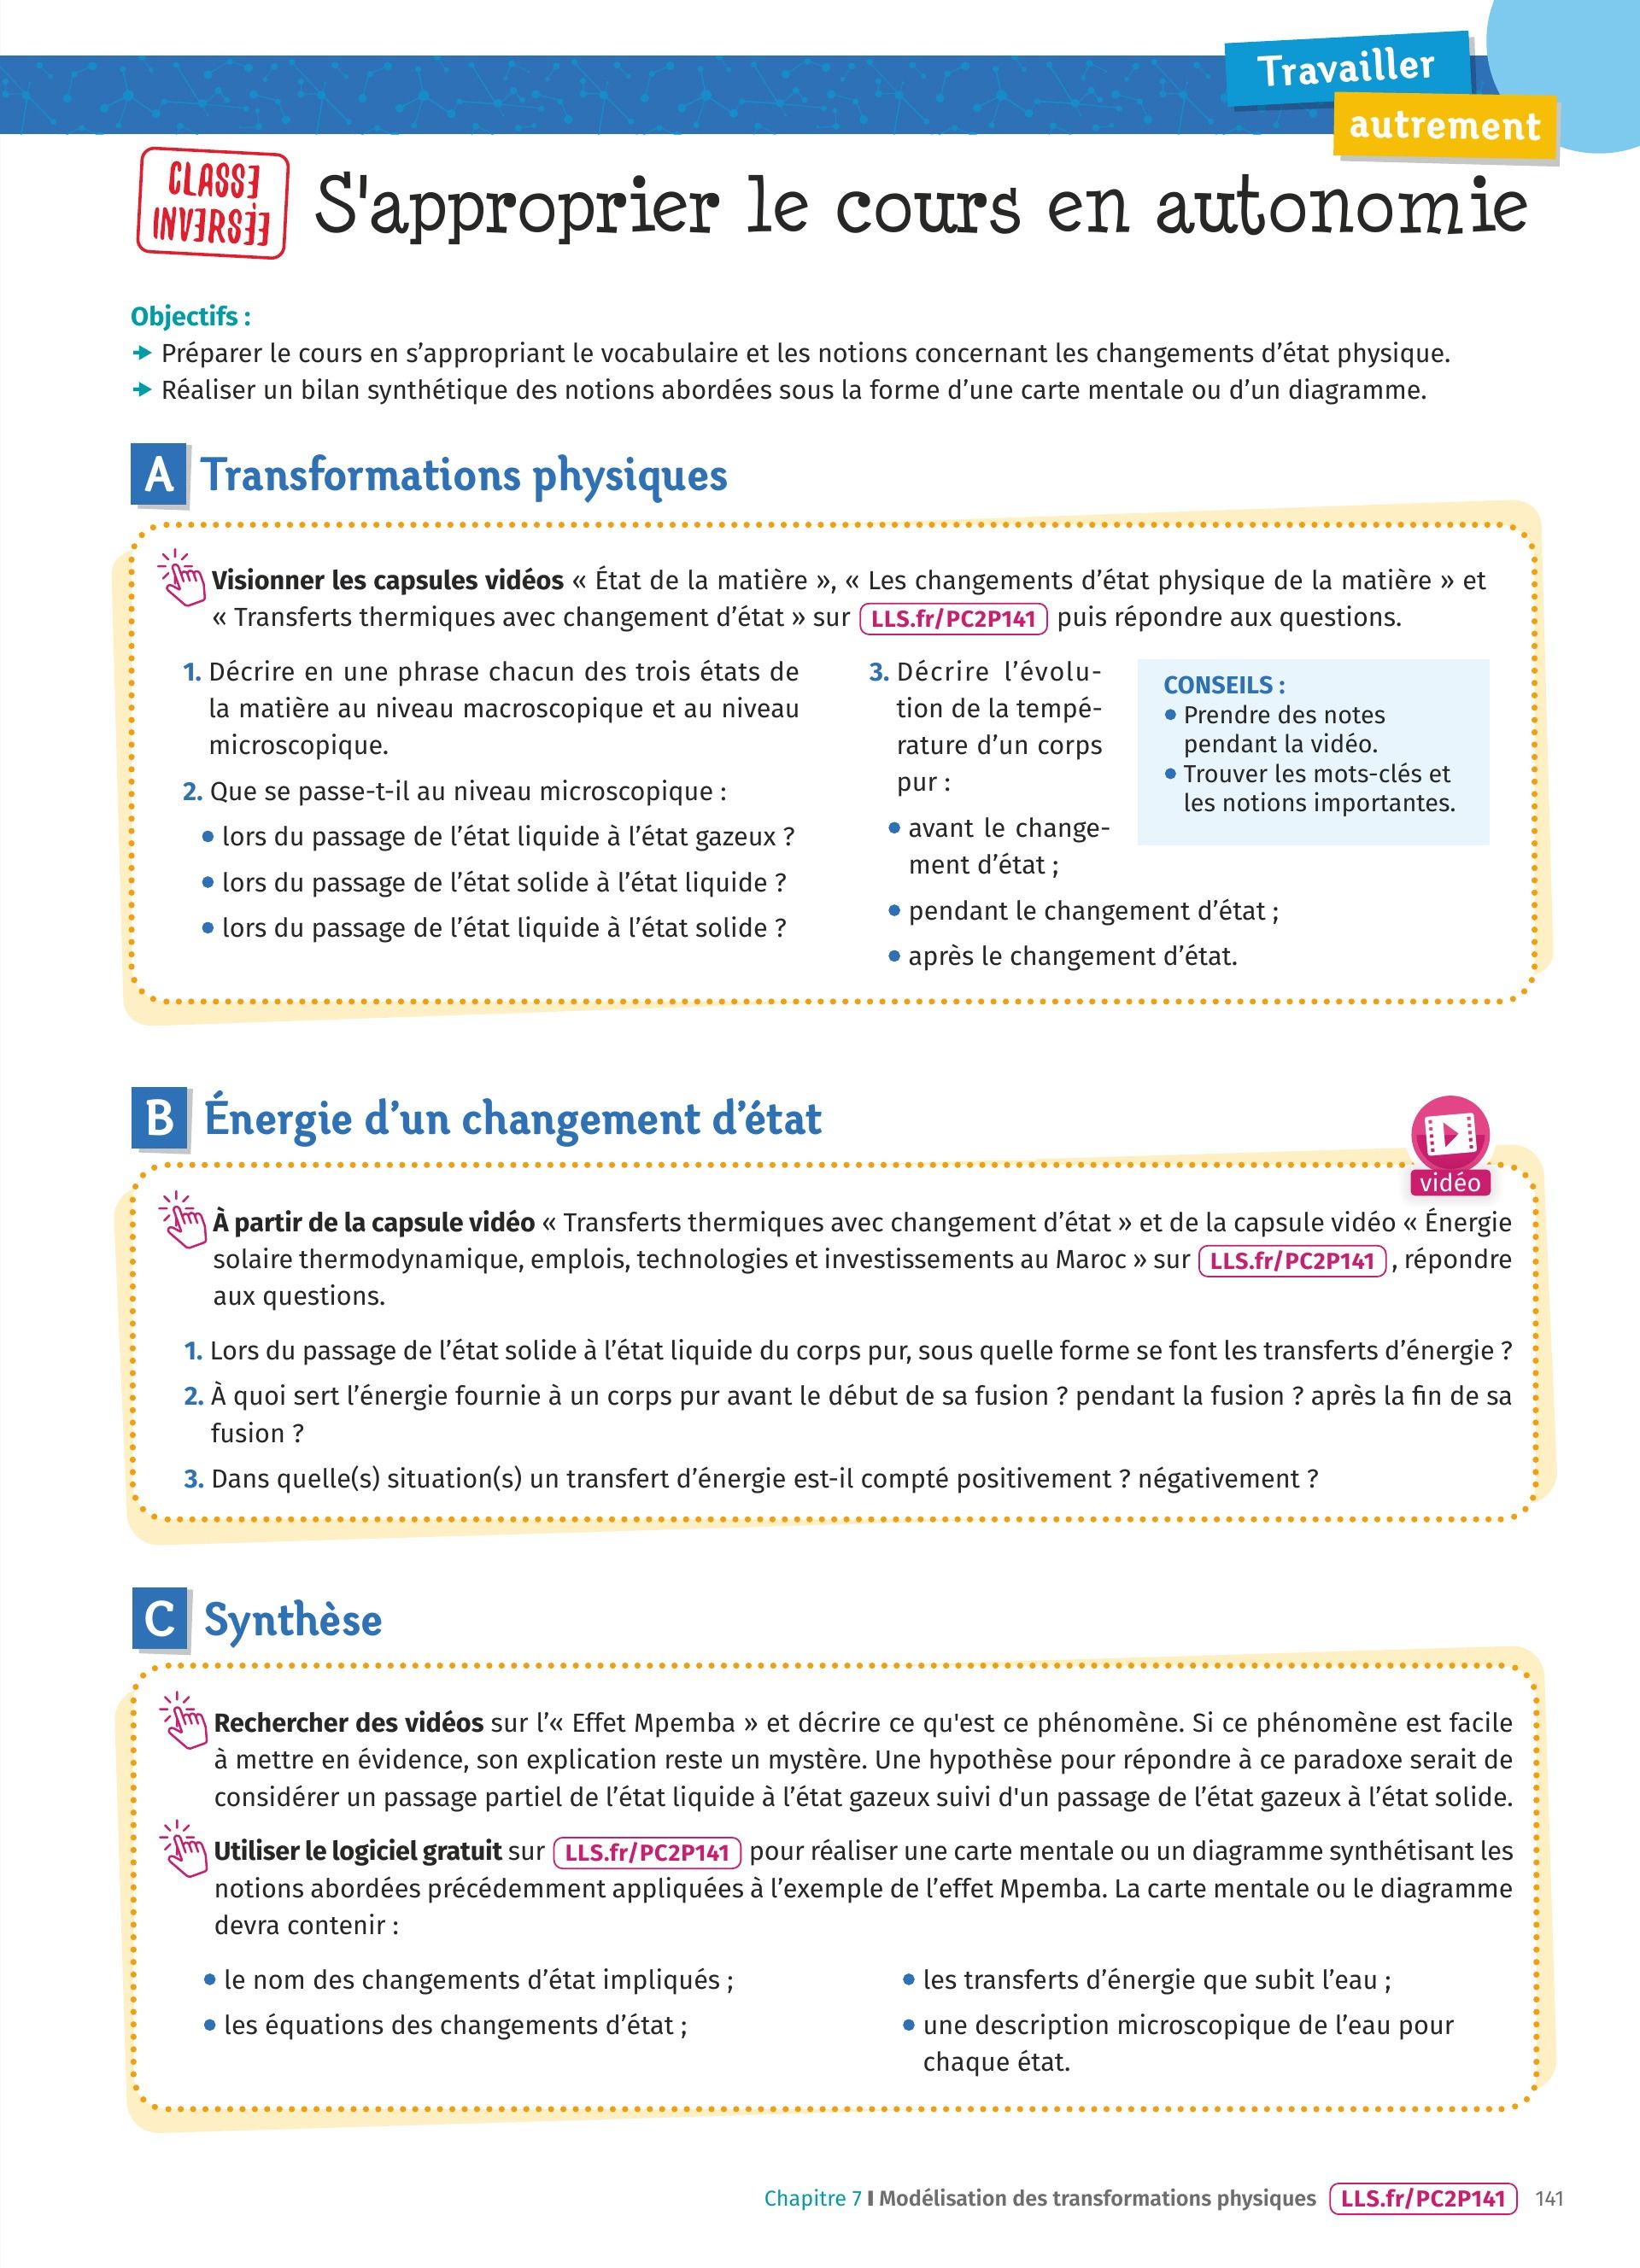 Travailler
autrement
CLASSE
INVERSÉE
S'approprier le cours en autonomie
Objectifs :
Préparer le cours en s’appropriant le vocabulaire et les notions concernant les changements d’état physique.
Réaliser un bilan synthétique des notions abordées sous la forme d’une carte mentale ou d’un diagramme.
A Transformations physiques
Visionner les capsules vidéos « État de la matière », « Les changements d’état physique de la matière » et
« Transferts thermiques avec changement d’état » sur LLS.fr/PC2P141 puis répondre aux questions.
1. Décrire en une phrase chacun des trois états de
la matière au niveau macroscopique et au niveau
microscopique.
2. Que se passe-t-il au niveau microscopique :
• lors du passage de l’état liquide à l’état gazeux ?
• lors du passage de l’état solide à l’état liquide ?
• lors du passage de l’état liquide à l’état solide ?
3. Décrire l’évolu-
tion de la tempé-
rature d’un corps
pur :
• avant le change-
ment d’état ;
• pendant le changement d’état ;
• après le changement d’état.
CONSEILS :
• Prendre des notes
pendant la vidéo.
• Trouver les mots-clés et
les notions importantes.
B Énergie d’un changement d’état
vidéo
À partir de la capsule vidéo « Transferts thermiques avec changement d’état » et de la capsule vidéo « Énergie
solaire thermodynamique, emplois, technologies et investissements au Maroc » sur LLS.fr/PC2P141 , répondre
aux questions.
1. Lors du passage de l’état solide à l’état liquide du corps pur, sous quelle forme se font les transferts d’énergie ?
2. À quoi sert l’énergie fournie à un corps pur avant le début de sa fusion ? pendant la fusion ? après la fin de sa
fusion ?
3. Dans quelle(s) situation(s) un transfert d’énergie est-il compté positivement ? négativement ?
C Synthèse
Rechercher des vidéos sur l’« Effet Mpemba » et décrire ce qu'est ce phénomène. Si ce phénomène est facile
à mettre en évidence, son explication reste un mystère. Une hypothèse pour répondre à ce paradoxe serait de
considérer un passage partiel de l’état liquide à l’état gazeux suivi d'un passage de l’état gazeux à l’état solide.
Utiliser le logiciel gratuit sur LLS.fr/PC2P141 pour réaliser une carte mentale ou un diagramme synthétisant les
notions abordées précédemment appliquées à l’exemple de l’effet Mpemba. La carte mentale ou le diagramme
devra contenir :
• le nom des changements d’état impliqués ;
• les équations des changements d’état ;
• les transferts d’énergie que subit l’eau ;
• une description microscopique de l’eau pour
chaque état.
Chapitre 7 I Modélisation des transformations physiques LLS.fr/PC2P141 141